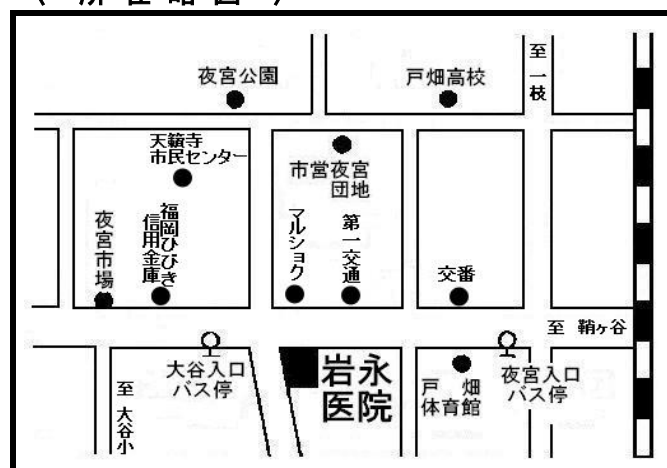 ( 所 在 略 図 )
夜宮公園
戸畑高校
至 一枝
天籟寺
市民センター
市営夜宮
団地
夜宮市場
福岡ひびき
信用金庫
マルショク
第一交通
交番
至 鞘ヶ谷
大谷入口
バス停
至 大谷小
岩永
医院
戸 畑
体育館
夜宮入口
バス停